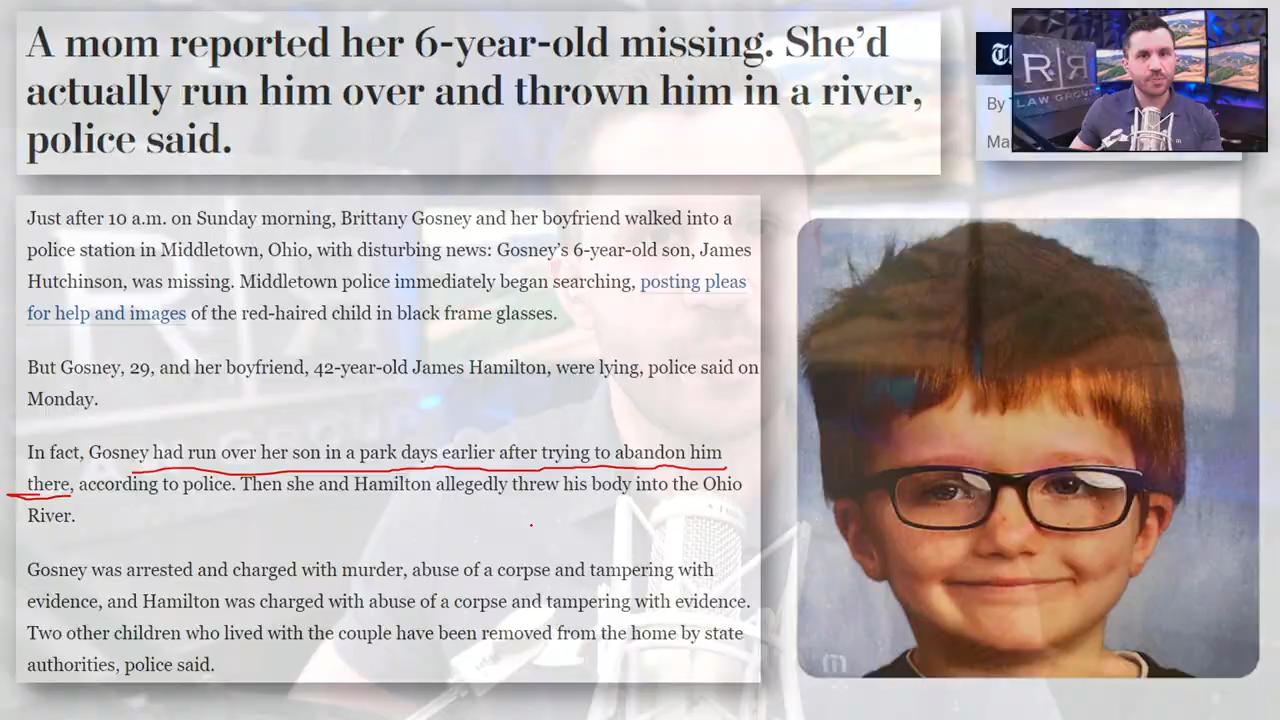 A mom reported her 6-year-old missing. She’d
actually run him over and thrown him in a river,
police said.
By
Ma
R|R
LAW GROUP
Just after 10 a.m. on Sunday morning, Brittany Gosney and her boyfriend walked into a
police station in Middletown, Ohio, with disturbing news: Gosney’s 6-year-old son, James
Hutchinson, was missing. Middletown police immediately began searching, posting pleas
for help and images of the red-haired child in black frame glasses.
But Gosney, 29, and her boyfriend, 42-year-old James Hamilton, were lying, police said on
Monday.
In fact, Gosney had run over her son in a park days earlier after trying to abandon him
there, according to police. Then she and Hamilton allegedly threw his body into the Ohio
River.
Gosney was arrested and charged with murder, abuse of a corpse and tampering with
evidence, and Hamilton was charged with abuse of a corpse and tampering with evidence.
Two other children who lived with the couple have been removed from the home by state
authorities, police said.